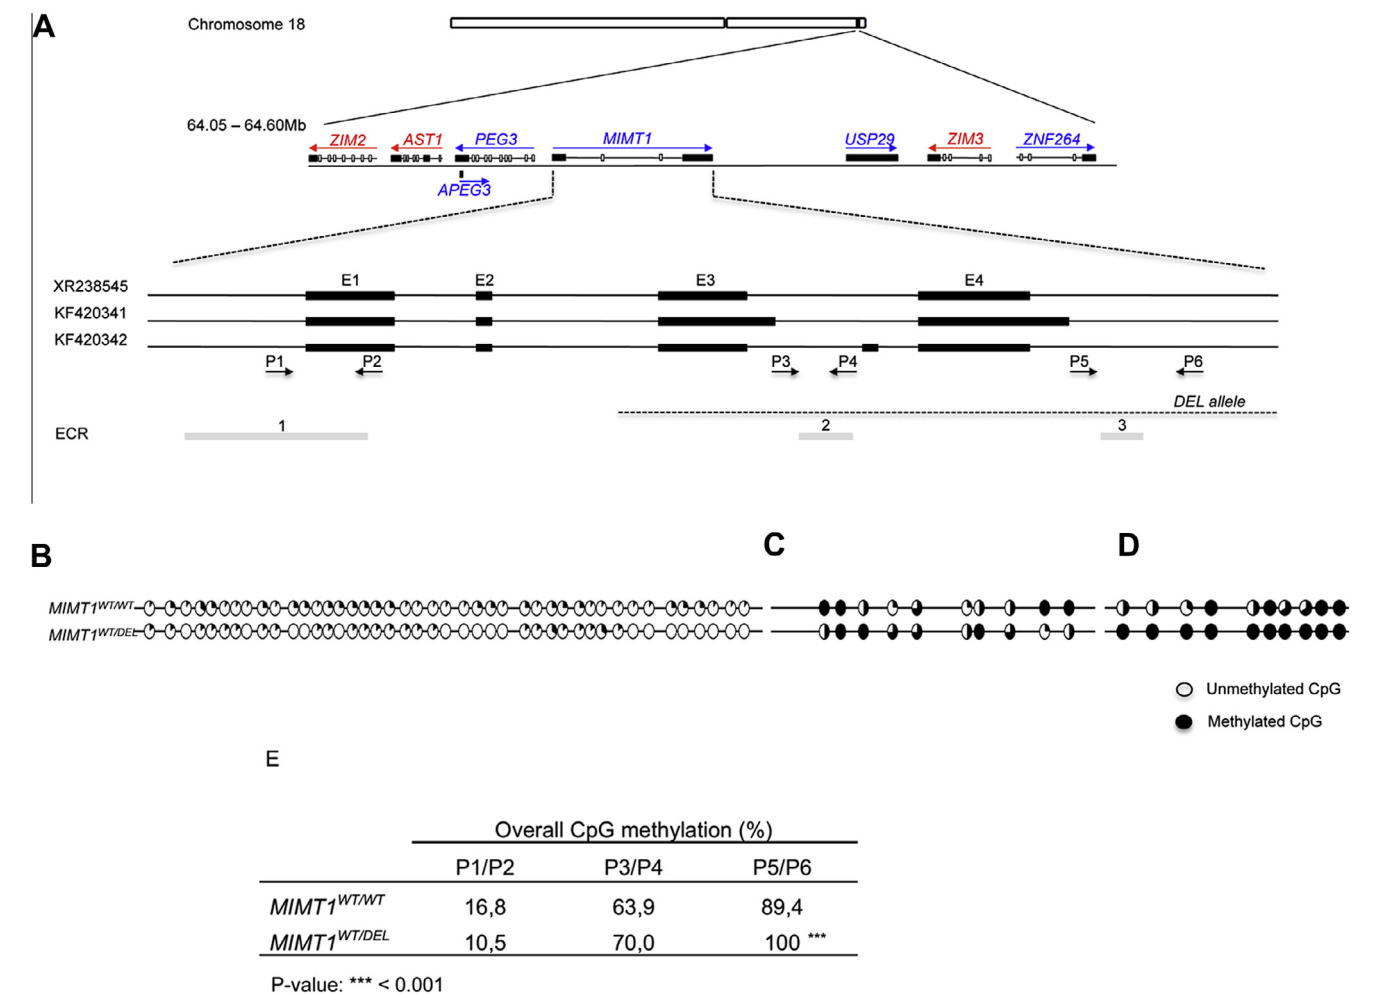 A
Chromosome 18
64.05 – 64.60Mb
ZIM2 AST1 PEG3 MIMT1 USP29 ZIM3 ZNF264
APEG3
E1 E2 E3 E4
XR238545
KF420341
KF420342
P1 P2 P3 P4 P5 P6
DEL allele
ECR 1 2 3
B C D
MIMT1WT/WT
MIMT1WT/DEL
Unmethylated CpG
Methylated CpG
E
Overall CpG methylation (%)
P1/P2 P3/P4 P5/P6
MIMT1WT/WT 16,8 63,9 89,4
MIMT1WT/DEL 10,5 70,0 100 ***
P-value: *** < 0.001